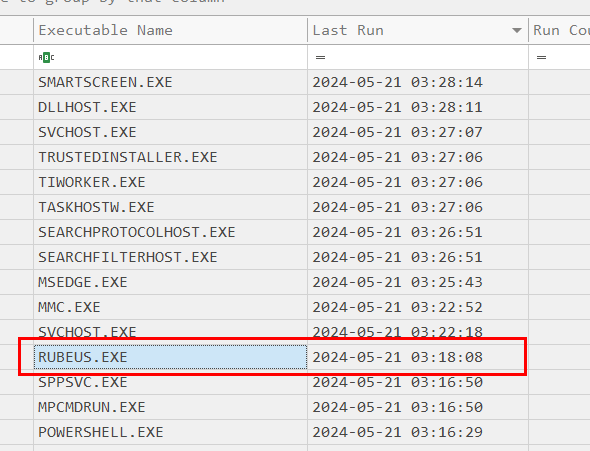 to group by that column
Executable Name Last Run Run Cou
ABC = =
SMARTSCREEN.EXE 2024-05-21 03:28:14
DLLHOST.EXE 2024-05-21 03:28:11
SVCHOST.EXE 2024-05-21 03:27:07
TRUSTEDINSTALLER.EXE 2024-05-21 03:27:06
TIWORKER.EXE 2024-05-21 03:27:06
TASKHOSTW.EXE 2024-05-21 03:27:06
SEARCHPROTOCOLHOST.EXE 2024-05-21 03:26:51
SEARCHFILTERHOST.EXE 2024-05-21 03:26:51
MSEDGE.EXE 2024-05-21 03:25:43
MMC.EXE 2024-05-21 03:22:52
SVCHOST.EXE 2024-05-21 03:22:18
RUBEUS.EXE 2024-05-21 03:18:08
SPPSVC.EXE 2024-05-21 03:16:50
MPCMDRUN.EXE 2024-05-21 03:16:50
POWERSHELL.EXE 2024-05-21 03:16:29